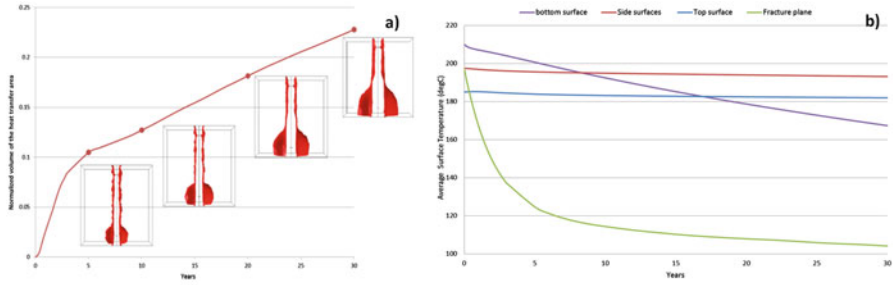 a)
Normalized volume of the heat transfer area
0.25
0.2
0.15
0.1
0.05
0
0 5 10 15 20 25 30
Years
bottom surface Side surfaces Top surface Fracture plane
b)
Average Surface Temperature (degC)
220
200
180
160
140
120
100
0 5 10 15 20 25 30
Years